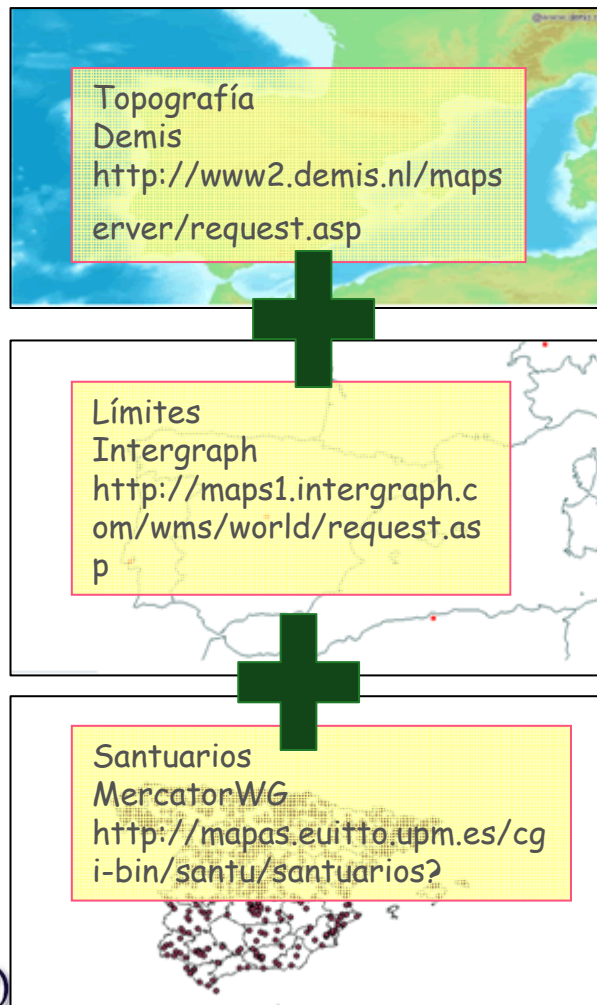 Topografía
Demis
http://www2.demis.nl/maps
erver/request.asp
Límites
Intergraph
http://maps1.intergraph.c
om/wms/world/request.as
p
Santuarios
MercatorWG
http://mapas.euitto.upm.es/cg
i-bin/santu/santuarios?
)